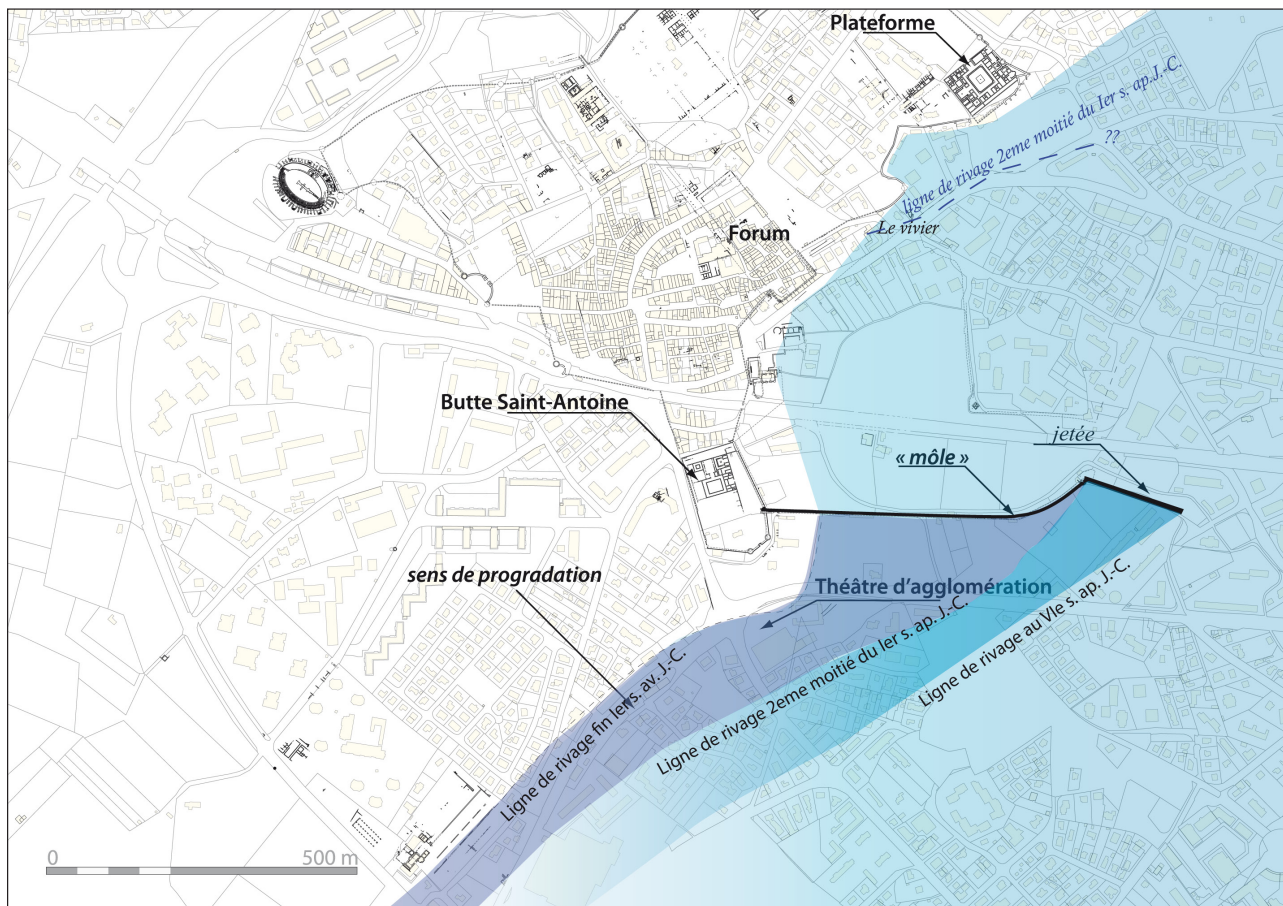 Plateforme
ligne de rivage 2eme moitié du Ier s. ap.J.-C.
??
Le vivier
Forum
Butte Saint-Antoine
« môle »
jetée
sens de progradation
Théâtre d'agglomération
Ligne de rivage fin Ier s. av. J.-C.
Ligne de rivage 2eme moitié du Ier s. ap. J.-C.
Ligne de rivage au VIe s. ap. J.-C.
0 500 m